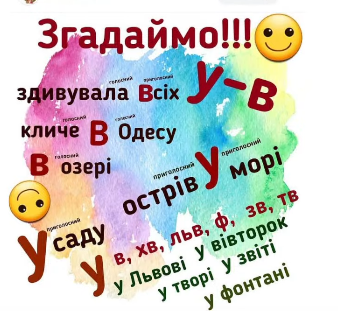 Згадаймо!!!
у-в
голосний приголосний
здивувала всіх
голосний голосний
кличе в Одесу
голосний
в озері
приголосний приголосний
острів у морі
приголосний
у саду
у в, хв, льв, ф, зв, тв
у Львові у вівторок
у творі у звіті
у фонтані